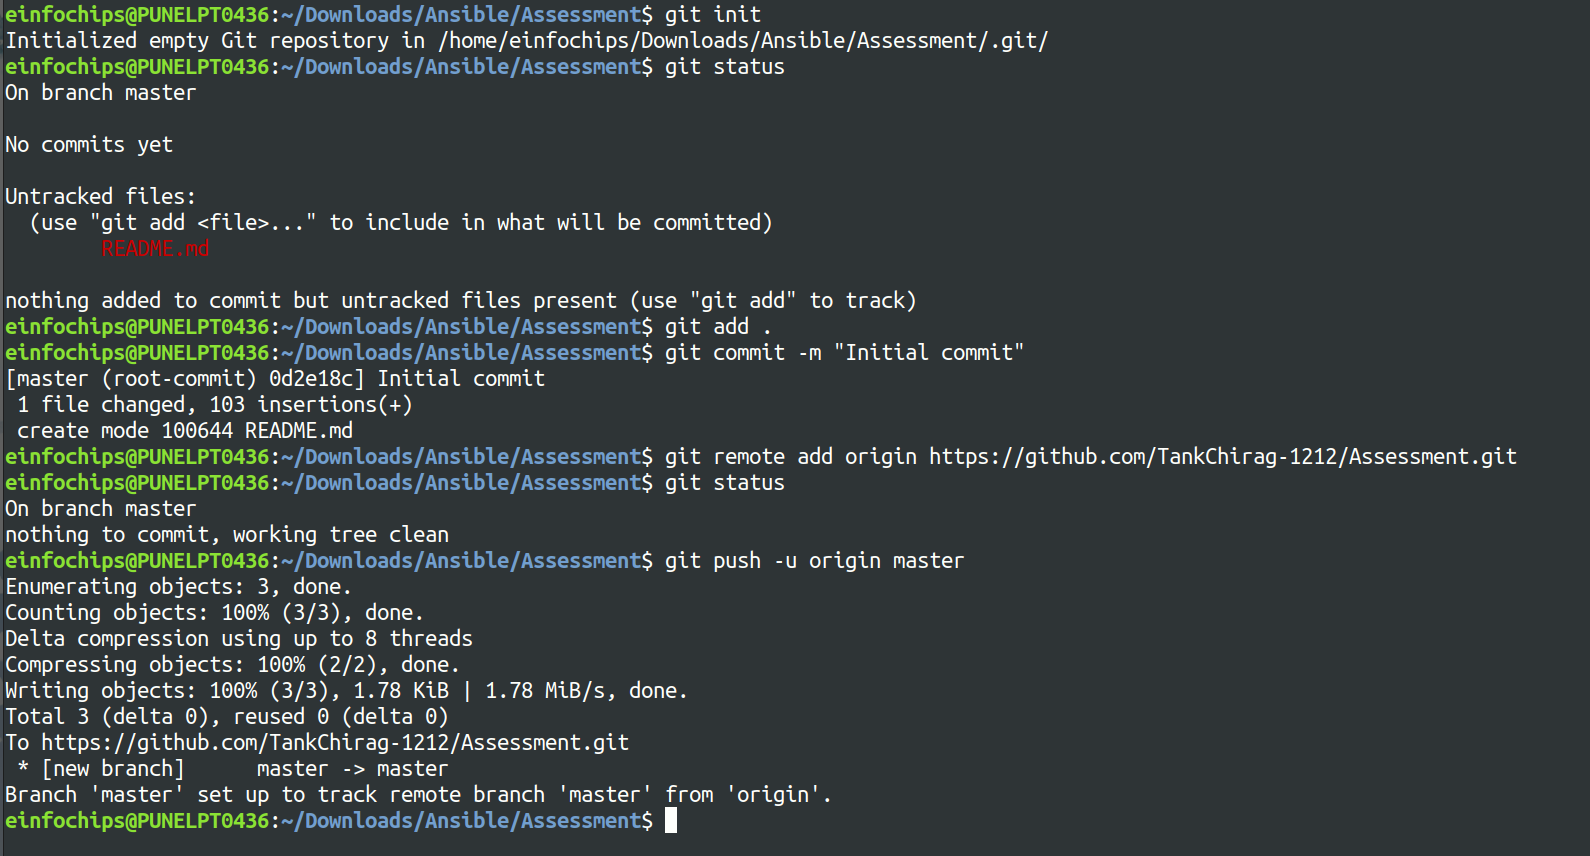 einfochips@PUNELPT0436:~/Downloads/Ansible/Assessment$ git init
Initialized empty Git repository in /home/einfochips/Downloads/Ansible/Assessment/.git/
einfochips@PUNELPT0436:~/Downloads/Ansible/Assessment$ git status
On branch master

No commits yet

Untracked files:
  (use "git add <file>..." to include in what will be committed)
        README.md

nothing added to commit but untracked files present (use "git add" to track)
einfochips@PUNELPT0436:~/Downloads/Ansible/Assessment$ git add .
einfochips@PUNELPT0436:~/Downloads/Ansible/Assessment$ git commit -m "Initial commit"
[master (root-commit) 0d2e18c] Initial commit
 1 file changed, 103 insertions(+)
 create mode 100644 README.md
einfochips@PUNELPT0436:~/Downloads/Ansible/Assessment$ git remote add origin https://github.com/TankChirag-1212/Assessment.git
einfochips@PUNELPT0436:~/Downloads/Ansible/Assessment$ git status
On branch master
nothing to commit, working tree clean
einfochips@PUNELPT0436:~/Downloads/Ansible/Assessment$ git push -u origin master
Enumerating objects: 3, done.
Counting objects: 100% (3/3), done.
Delta compression using up to 8 threads
Compressing objects: 100% (2/2), done.
Writing objects: 100% (3/3), 1.78 KiB | 1.78 MiB/s, done.
Total 3 (delta 0), reused 0 (delta 0)
To https://github.com/TankChirag-1212/Assessment.git
 * [new branch]      master -> master
Branch 'master' set up to track remote branch 'master' from 'origin'.
einfochips@PUNELPT0436:~/Downloads/Ansible/Assessment$